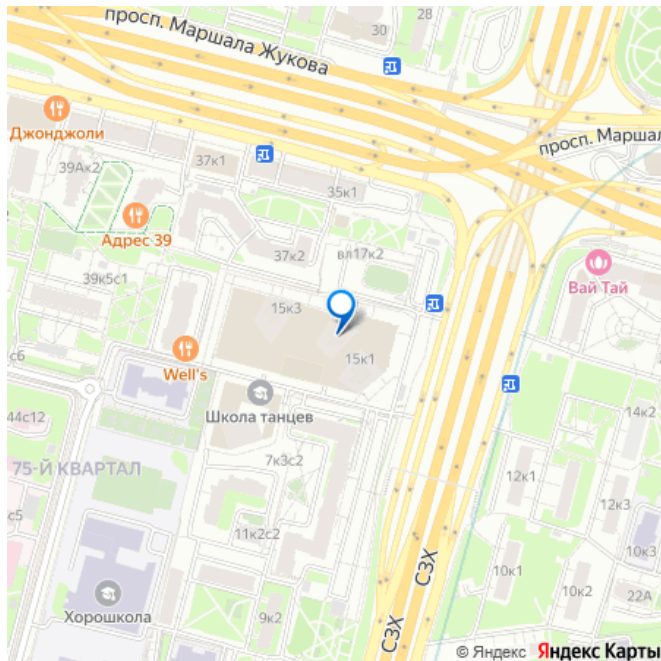 просп. Маршала Жукова
28
30
Джонджоли
37к1
просп. Маршал
39Ак2
35к1
Адрес 39
37к2
вл17к2
39к5с1
Вай Тай
15к3
15к1
Well's
Школа танцев
с6
44с12
14к2
75-Й КВАРТАЛ
7к3с2
12к1
12к3
с5
11к2с2
10к3
10к1
10к2
22А
СЗХ
Хорошкола
9к2
СЗХ
© Яндекс Яндекс Карты